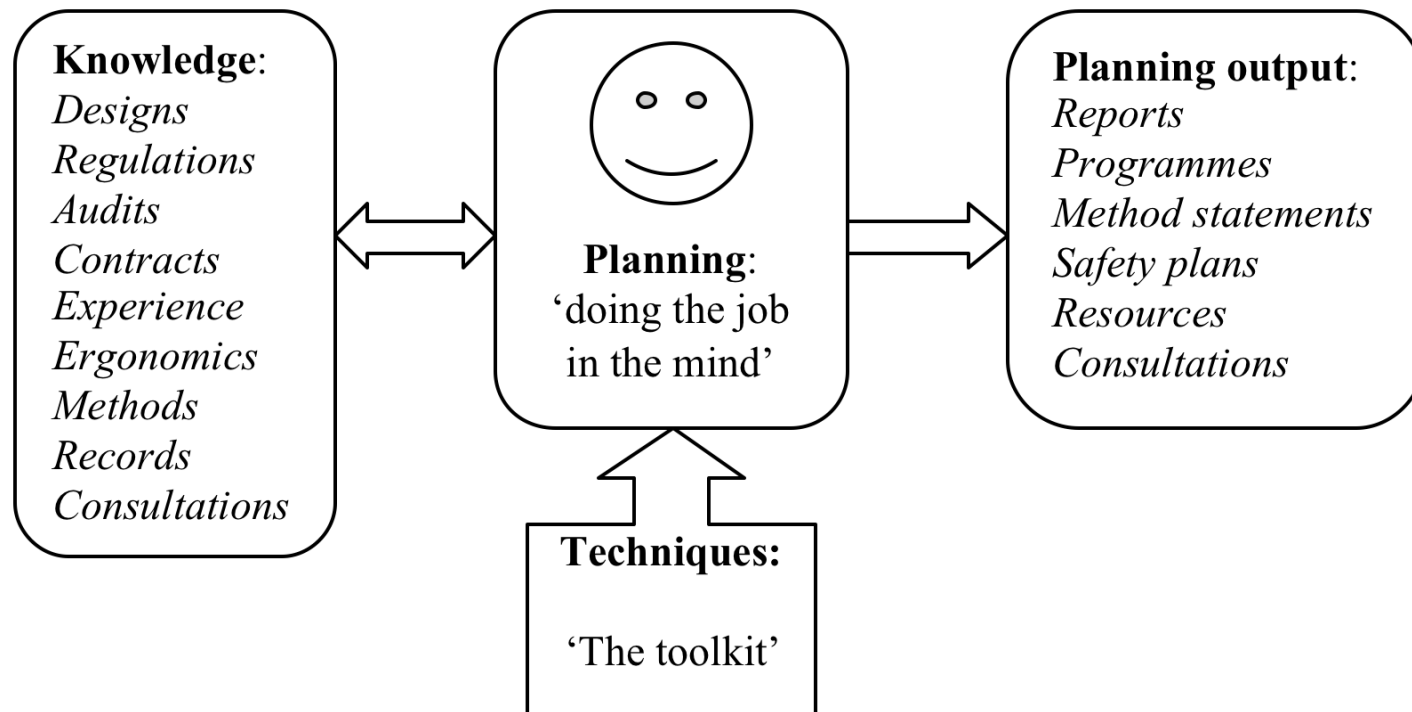 Knowledge:
Designs
Regulations
Audits
Contracts
Experience
Ergonomics
Methods
Records
Consultations
Planning:
‘doing the job
in the mind’
Techniques:
‘The toolkit’
Planning output:
Reports
Programmes
Method statements
Safety plans
Resources
Consultations